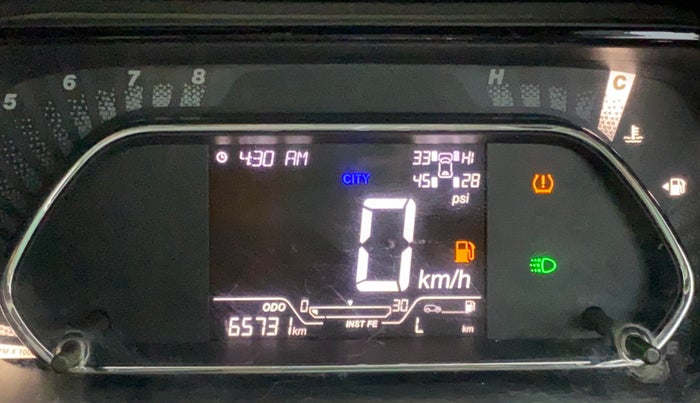 5 6 7 8 H C
4:30 AM 33 HI
CITY 45 28
psi
0 km/h
ODO 0 30
65731 km INST FE L km